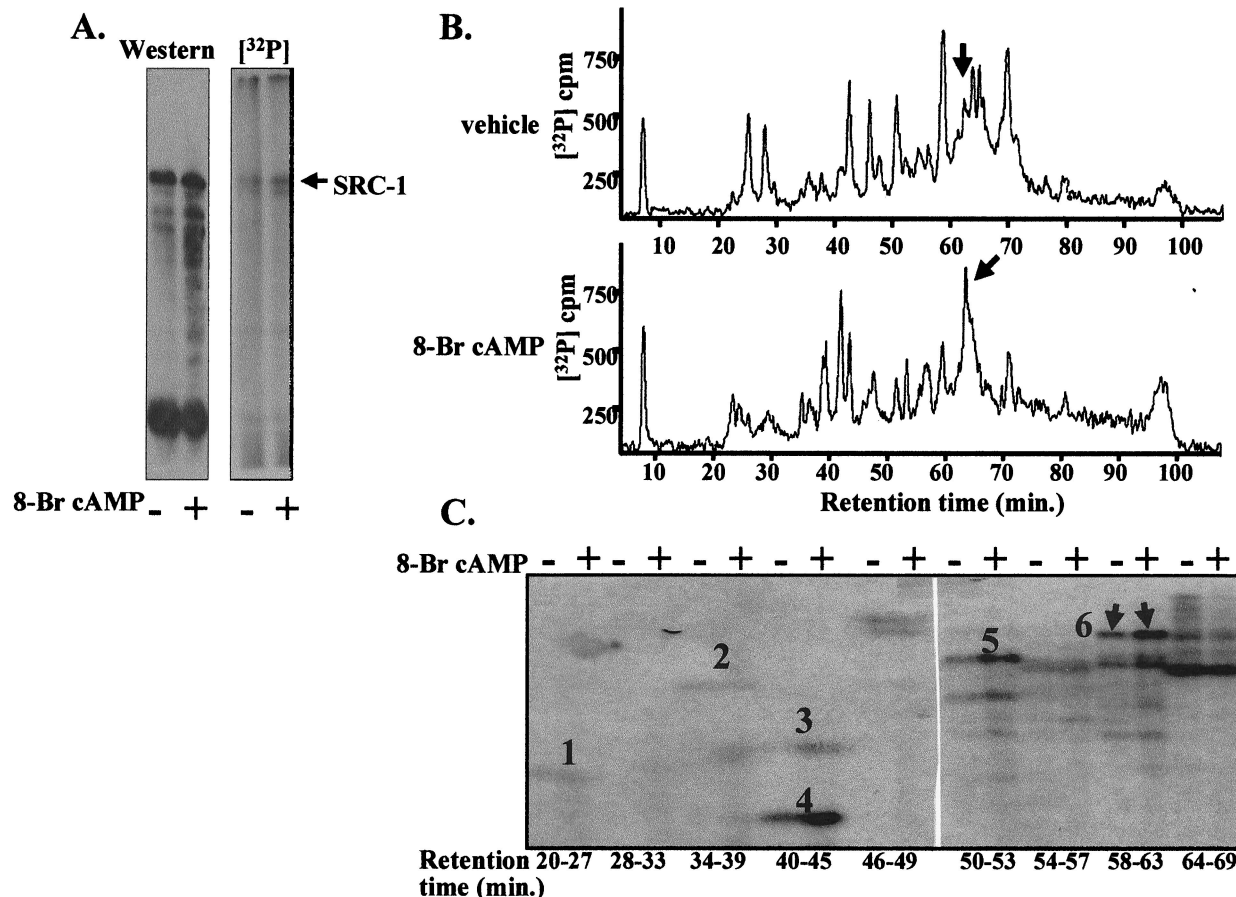 A.
Western [³²P]
SRC-1
8-Br cAMP - + - +
B.
vehicle
[³²P] cpm
750
500
250
10 20 30 40 50 60 70 80 90 100
8-Br cAMP
[³²P] cpm
750
500
250
10 20 30 40 50 60 70 80 90 100
Retention time (min.)
C.
8-Br cAMP - + - + - + - + - + - + - + - + - +
1
2
3
4
5
6
Retention 20-27 28-33 34-39 40-45 46-49 50-53 54-57 58-63 64-69
time (min.)